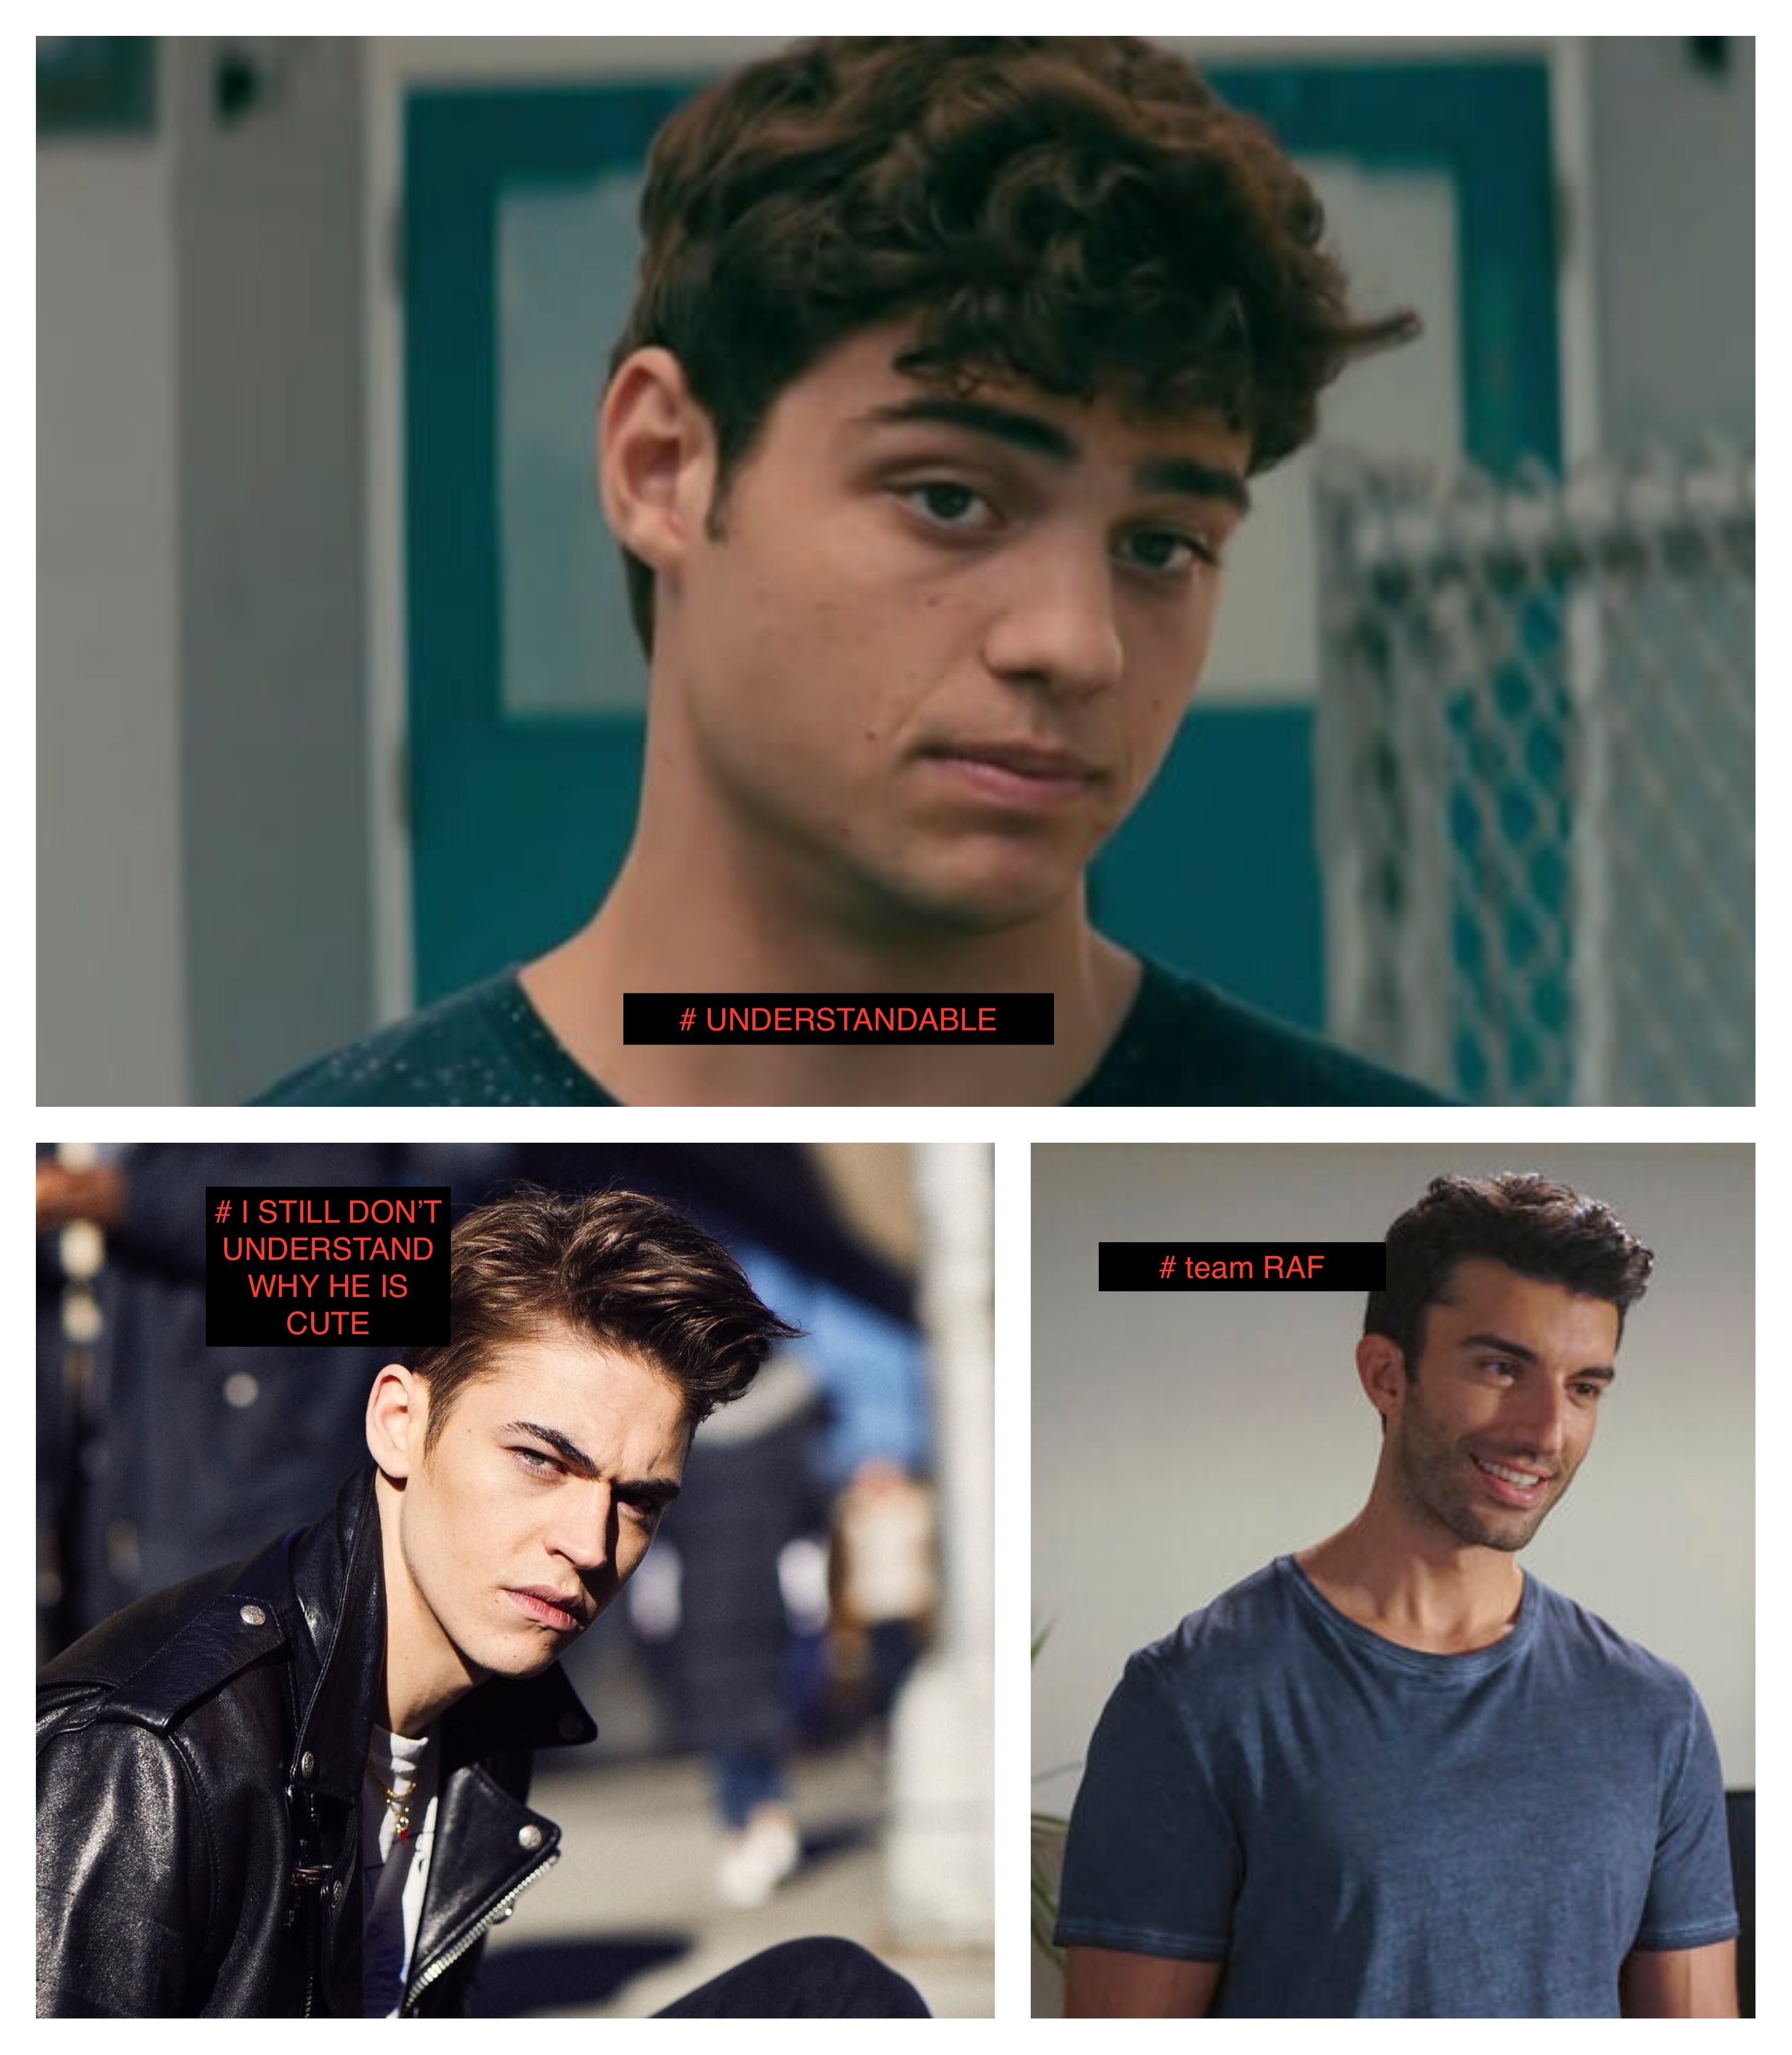 # UNDERSTANDABLE
# I STILL DON’T
UNDERSTAND
WHY HE IS
CUTE
# team RAF